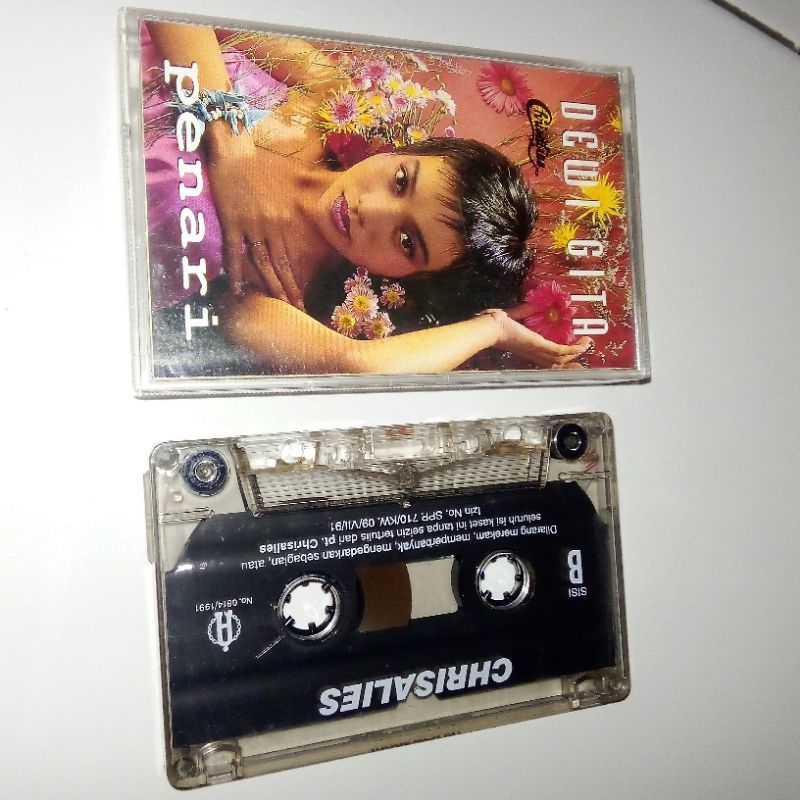 DEWI GITA
Chrisalies
penari
SISI
B
Dilarang merekam, memperbanyak, mengedarkan sebagian, atau
seluruh isi kaset ini tanpa seizin tertulis dari pt. Chrisalies
Izin No. SPR 710/KW. 09/VII/91
No. 0814/1991
CHRISALIES